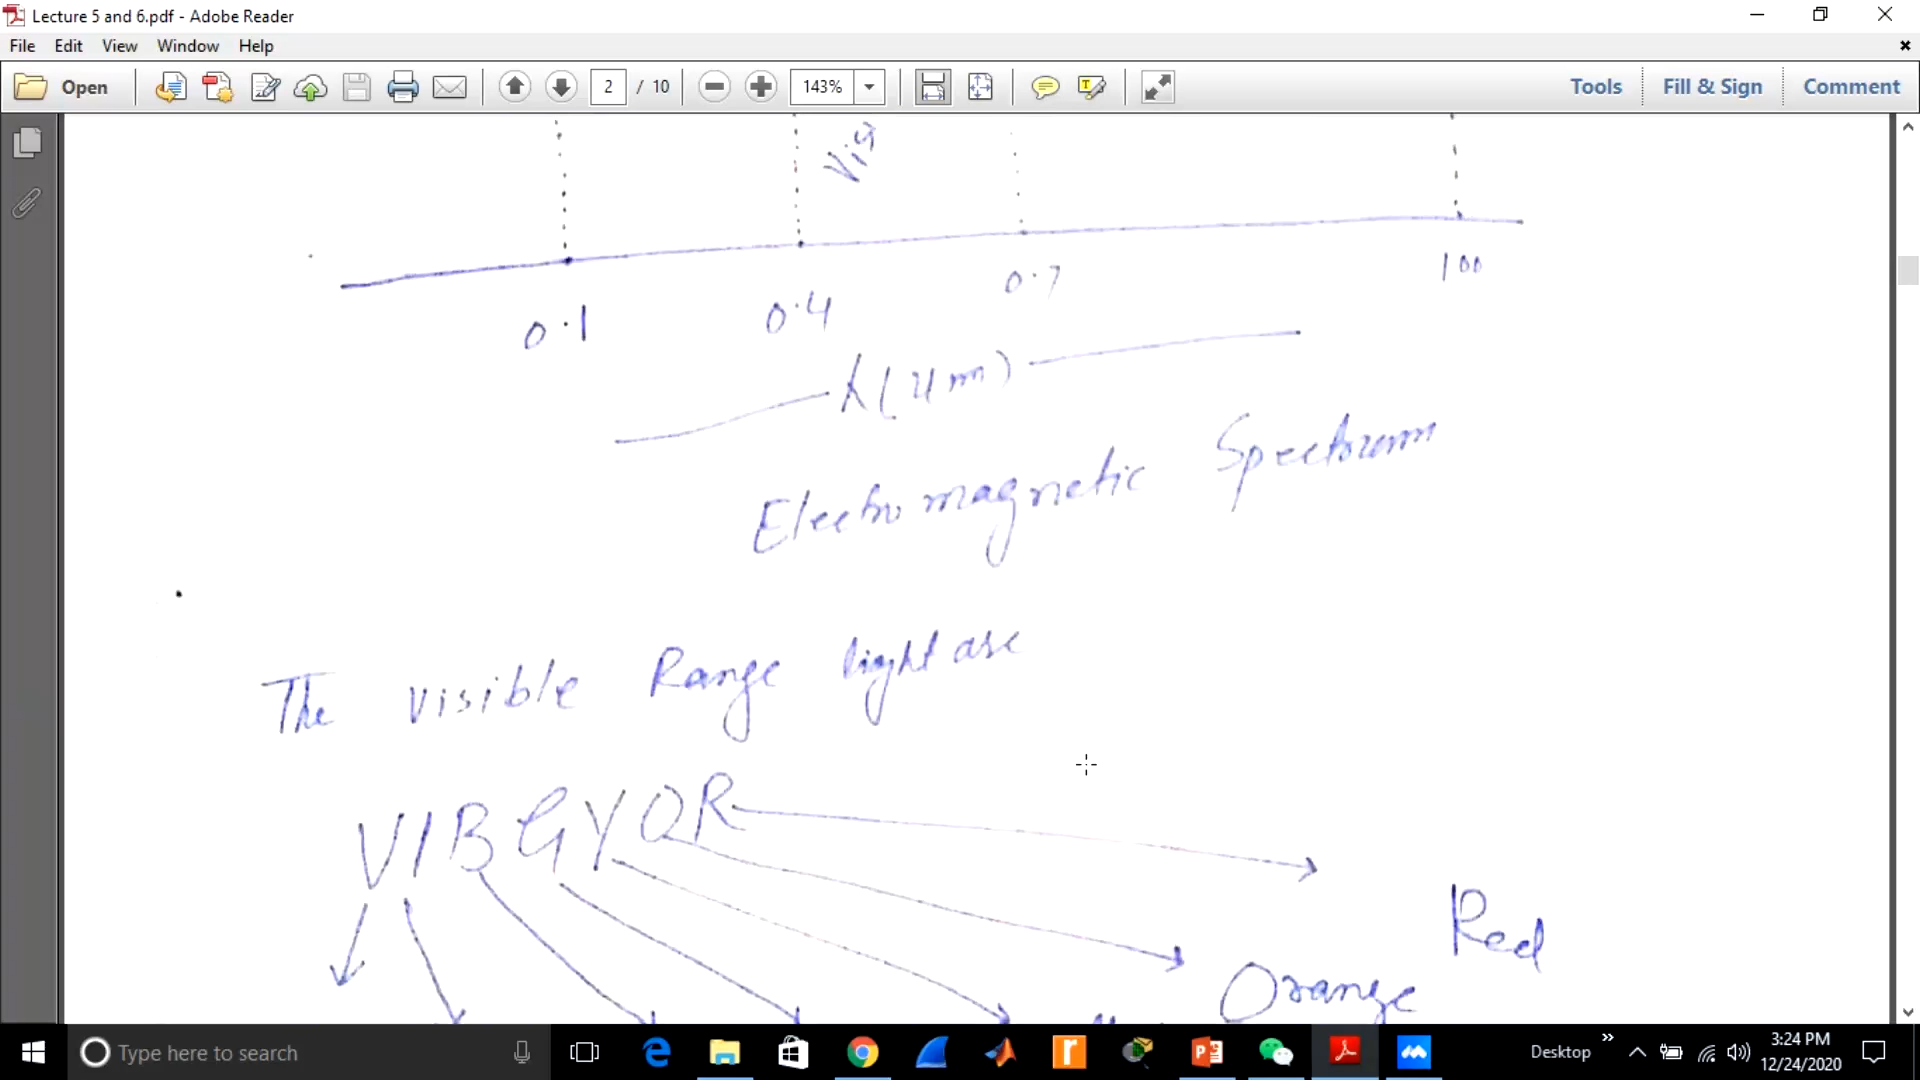 Lecture 5 and 6.pdf - Adobe Reader
File Edit View Window Help
Open 2 / 10 143% Tools Fill & Sign Comment
Vis
0.1 0.4 0.7 100
λ(μm)
Electromagnetic Spectrum
The visible Range light are
VIBGYOR
Red
Orange
Type here to search
Desktop
3:24 PM
12/24/2020